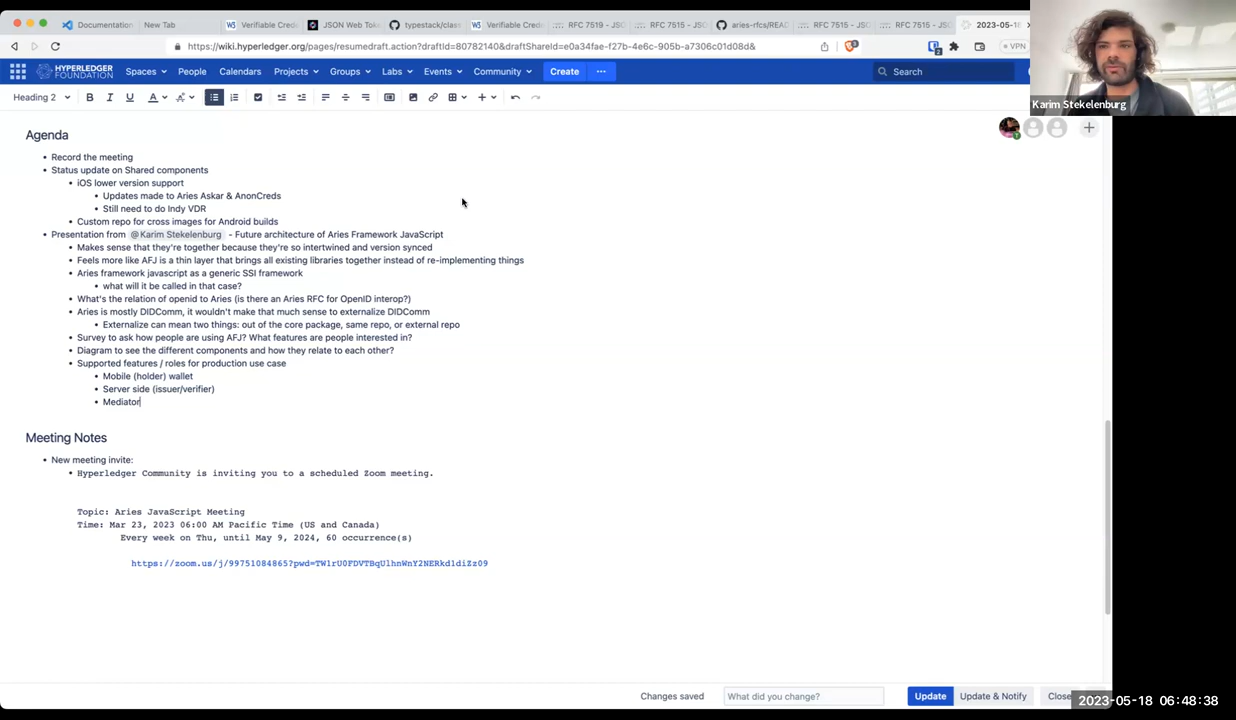 Documentation
New Tab
Verifiable Cred
JSON Web Tok
typestack/class
Verifiable Cred
RFC 7519 - JSO
RFC 7515 - JSO
aries-rfcs/REA
RFC 7515 - JSO
RFC 7515 - JSO
2023-05-18
https://wiki.hyperledger.org/pages/resumedraft.action?draftId=80782140&draftShareId=e0a34fae-f27b-4e6c-905b-a7306c01d08d&
VPN
HYPERLEDGER FOUNDATION
Spaces People Calendars Projects Groups Labs Events Community Create ... Search
Karim Stekelenburg
Heading 2 B I U A
Agenda
• Record the meeting
• Status update on Shared components
• iOS lower version support
• Updates made to Aries Askar & AnonCreds
• Still need to do Indy VDR
• Custom repo for cross images for Android builds
• Presentation from @Karim Stekelenburg - Future architecture of Aries Framework JavaScript
• Makes sense that they're together because they're so intertwined and version synced
• Feels more like AFJ is a thin layer that brings all existing libraries together instead of re-implementing things
• Aries framework javascript as a generic SSI framework
• what will it be called in that case?
• What's the relation of openid to Aries (is there an Aries RFC for OpenID interop?)
• Aries is mostly DIDComm, it wouldn't make that much sense to externalize DIDComm
• Externalize can mean two things: out of the core package, same repo, or external repo
• Survey to ask how people are using AFJ? What features are people interested in?
• Diagram to see the different components and how they relate to each other?
• Supported features / roles for production use case
• Mobile (holder) wallet
• Server side (issuer/verifier)
• Mediator
Meeting Notes
• New meeting invite:
• Hyperledger Community is inviting you to a scheduled Zoom meeting.
Topic: Aries JavaScript Meeting
Time: Mar 23, 2023 06:00 AM Pacific Time (US and Canada)
Every week on Thu, until May 9, 2024, 60 occurrence(s)
https://zoom.us/j/99751084865?pwd=TW1rU0FDVTBqUlhnWnY2NERkd1diZz09
Changes saved What did you change? Update Update & Notify Close
2023-05-18 06:48:38